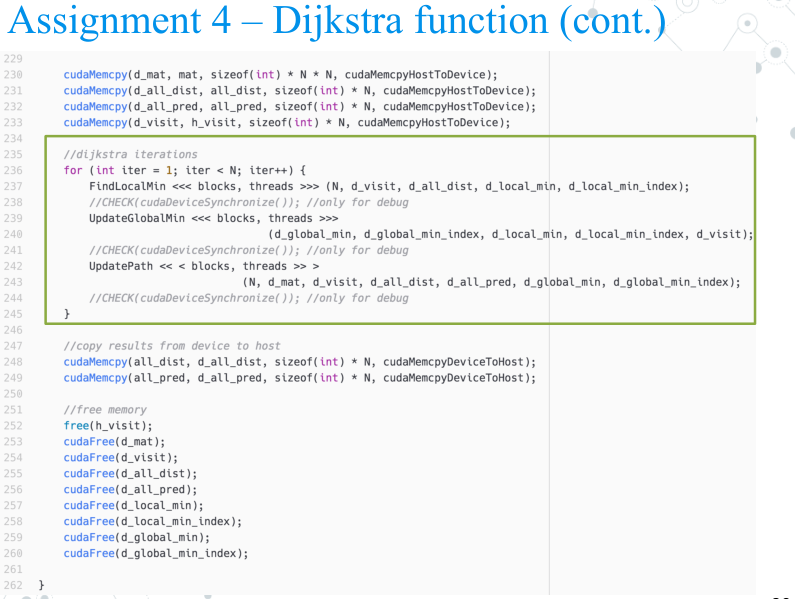 Assignment 4 – Dijkstra function (cont.)
229
230 cudaMemcpy(d_mat, mat, sizeof(int) * N * N, cudaMemcpyHostToDevice);
231 cudaMemcpy(d_all_dist, all_dist, sizeof(int) * N, cudaMemcpyHostToDevice);
232 cudaMemcpy(d_all_pred, all_pred, sizeof(int) * N, cudaMemcpyHostToDevice);
233 cudaMemcpy(d_visit, h_visit, sizeof(int) * N, cudaMemcpyHostToDevice);
234
235 //dijkstra iterations
236 for (int iter = 1; iter < N; iter++) {
237 FindLocalMin <<< blocks, threads >>> (N, d_visit, d_all_dist, d_local_min, d_local_min_index);
238 //CHECK(cudaDeviceSynchronize()); //only for debug
239 UpdateGlobalMin <<< blocks, threads >>>
240 (d_global_min, d_global_min_index, d_local_min, d_local_min_index, d_visit);
241 //CHECK(cudaDeviceSynchronize()); //only for debug
242 UpdatePath << < blocks, threads >> >
243 (N, d_mat, d_visit, d_all_dist, d_all_pred, d_global_min, d_global_min_index);
244 //CHECK(cudaDeviceSynchronize()); //only for debug
245 }
246
247 //copy results from device to host
248 cudaMemcpy(all_dist, d_all_dist, sizeof(int) * N, cudaMemcpyDeviceToHost);
249 cudaMemcpy(all_pred, d_all_pred, sizeof(int) * N, cudaMemcpyDeviceToHost);
250
251 //free memory
252 free(h_visit);
253 cudaFree(d_mat);
254 cudaFree(d_visit);
255 cudaFree(d_all_dist);
256 cudaFree(d_all_pred);
257 cudaFree(d_local_min);
258 cudaFree(d_local_min_index);
259 cudaFree(d_global_min);
260 cudaFree(d_global_min_index);
261
262 }